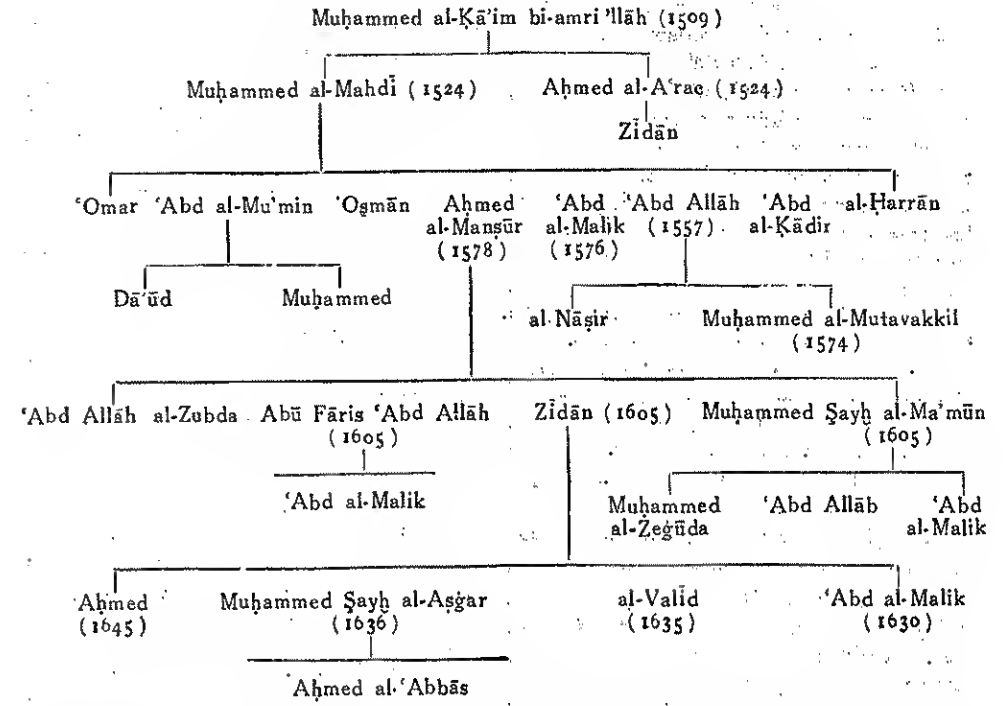 Muḥammed al-Ḳā'im bi-amri 'llāh (1509)
Muḥammed al-Mahdī (1524) Aḥmed al-A'rac (1524)
Zīdān
'Omar 'Abd al-Mu'min 'Os̱mān Aḥmed 'Abd 'Abd Allāh 'Abd al-Ḥarrān
al-Manṣūr al-Malik (1557) al-Ḳādir
(1578) (1576)
Dā'ūd Muḥammed
al-Nāṣir Muḥammed al-Mutavakkil
(1574)
'Abd Allāh al-Zubda Abū Fāris 'Abd Allāh Zīdān (1605) Muḥammed Şayḫ al-Ma'mūn
(1605) (1605)
'Abd al-Malik Muḥammed 'Abd Allāb 'Abd
al-Zeġūda al-Malik
Aḥmed Muḥammed Şayḫ al-Aṣġar al-Valīd 'Abd al-Malik
(1645) (1636) (1635) (1630)
Aḥmed al-'Abbās